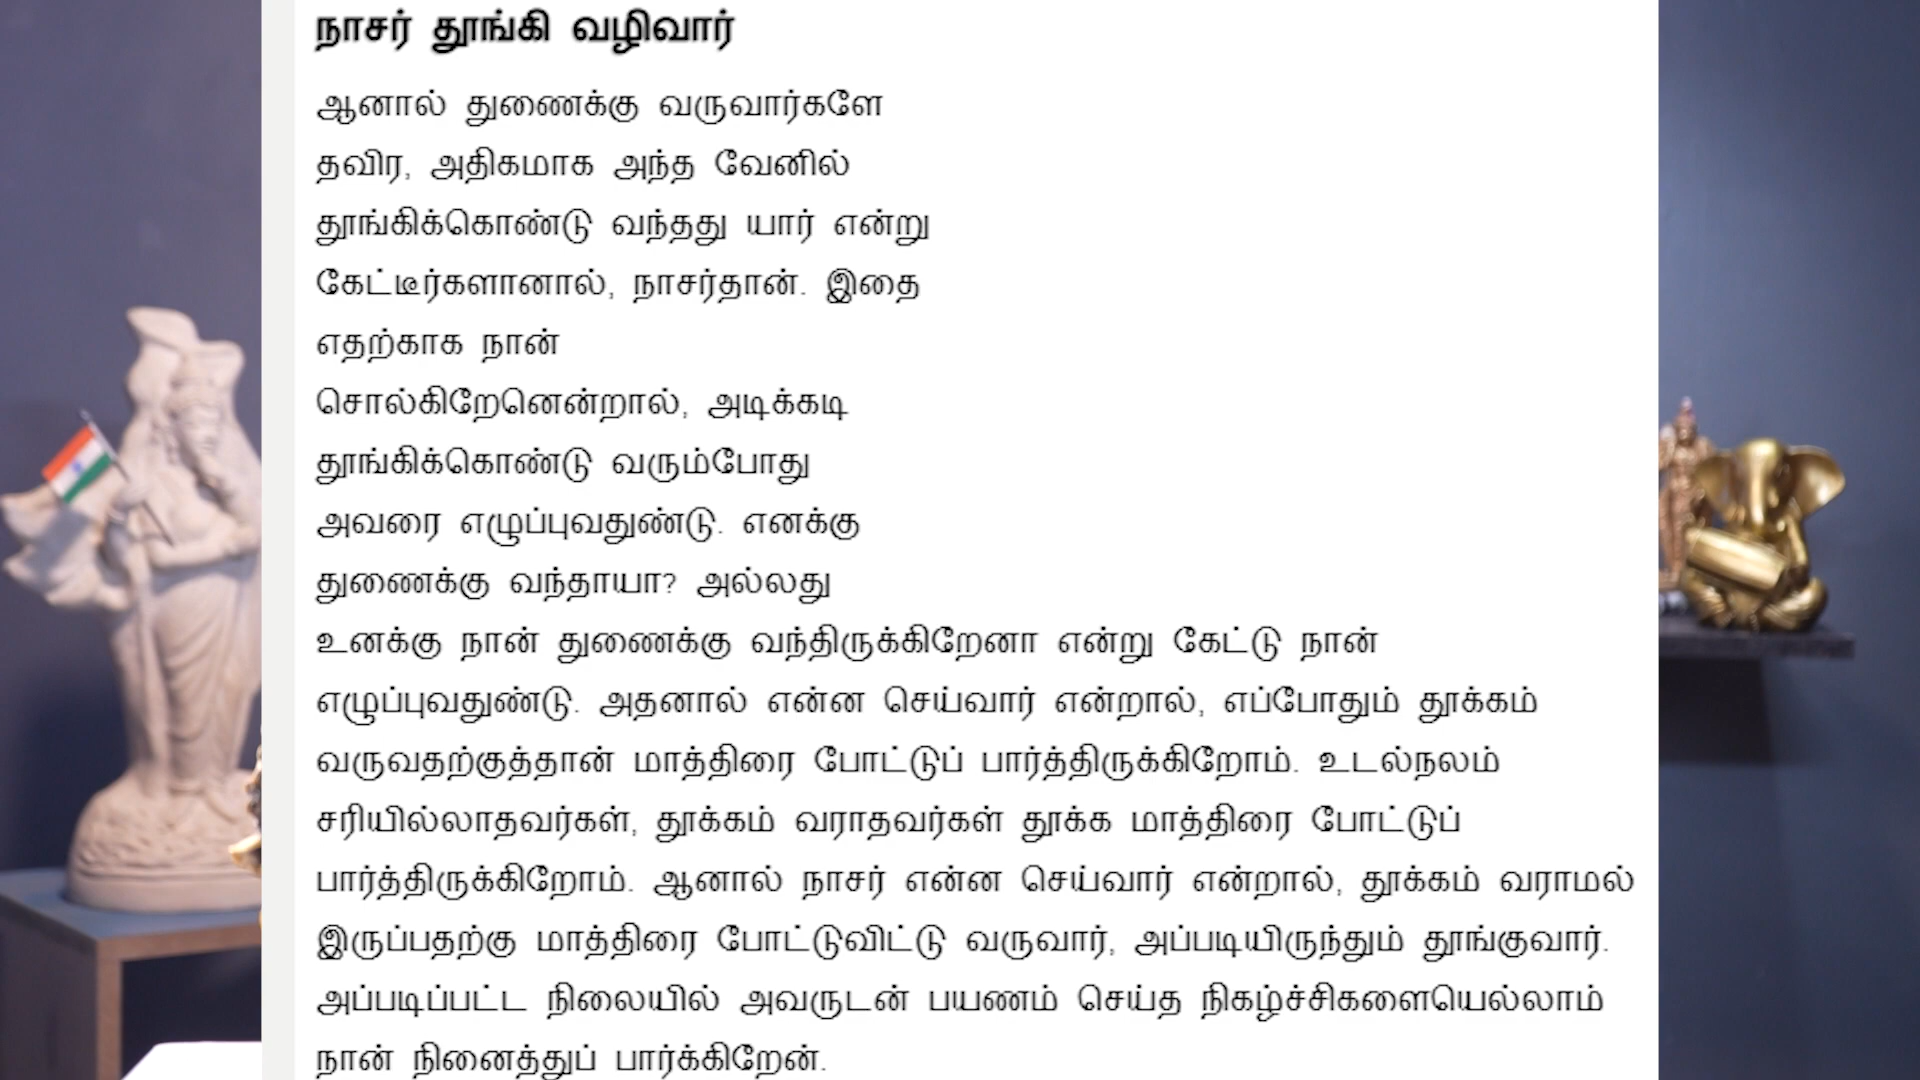 நாசர் தூங்கி வழிவார்
ஆனால் துணைக்கு வருவார்களே
தவிர, அதிகமாக அந்த வேனில்
தூங்கிக்கொண்டு வந்தது யார் என்று
கேட்டீர்களானால், நாசர்தான். இதை
எதற்காக நான்
சொல்கிறேனென்றால், அடிக்கடி
தூங்கிக்கொண்டு வரும்போது
அவரை எழுப்புவதுண்டு. எனக்கு
துணைக்கு வந்தாயா? அல்லது
உனக்கு நான் துணைக்கு வந்திருக்கிறேனா என்று கேட்டு நான்
எழுப்புவதுண்டு. அதனால் என்ன செய்வார் என்றால், எப்போதும் தூக்கம்
வருவதற்குத்தான் மாத்திரை போட்டுப் பார்த்திருக்கிறோம். உடல்நலம்
சரியில்லாதவர்கள், தூக்கம் வராதவர்கள் தூக்க மாத்திரை போட்டுப்
பார்த்திருக்கிறோம். ஆனால் நாசர் என்ன செய்வார் என்றால், தூக்கம் வராமல்
இருப்பதற்கு மாத்திரை போட்டுவிட்டு வருவார், அப்படியிருந்தும் தூங்குவார்.
அப்படிப்பட்ட நிலையில் அவருடன் பயணம் செய்த நிகழ்ச்சிகளையெல்லாம்
நான் நினைத்துப் பார்க்கிறேன்.